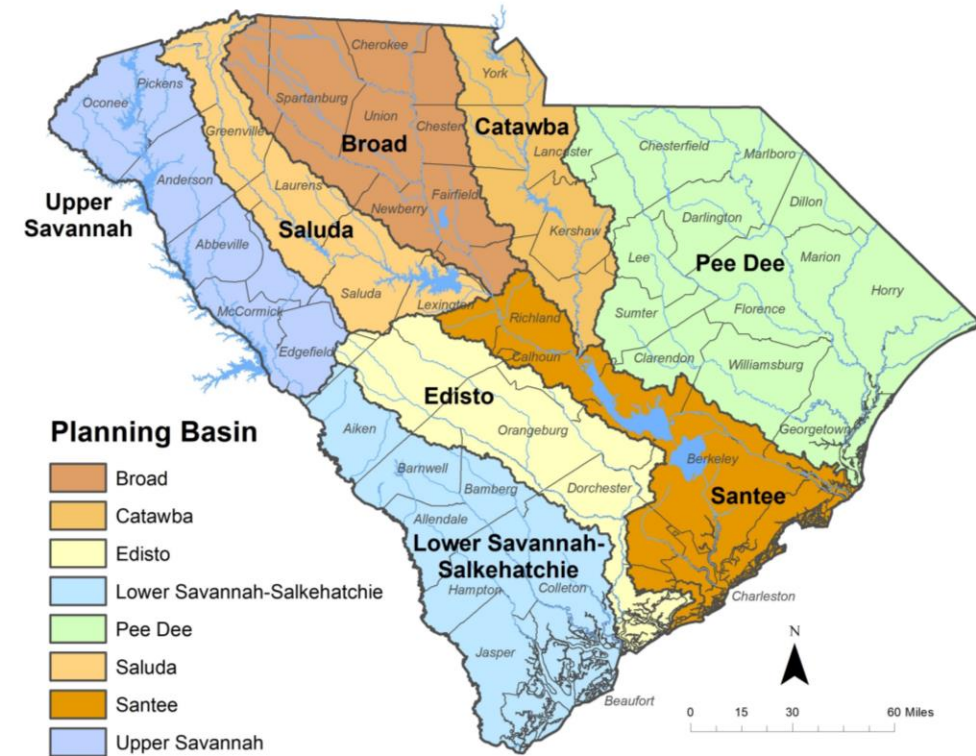 Cherokee
York
Pickens
Oconee
Spartanburg
Union
Chester
Catawba
Greenville
Broad
Lancaster
Chesterfield
Marlboro
Upper
Savannah
Anderson
Laurens
Fairfield
Newberry
Dillon
Darlington
Abbeville
Saluda
Kershaw
Lee
Pee Dee
Marion
Saluda
Lexington
Richland
Sumter
Florence
Horry
McCormick
Edgefield
Calhoun
Clarendon
Williamsburg
Edisto
Orangeburg
Georgetown
Aiken
Berkeley
Barnwell
Bamberg
Dorchester
Santee
Allendale
Lower Savannah-
Salkehatchie
Hampton
Colleton
Charleston
Jasper
Beaufort
Planning Basin
Broad
Catawba
Edisto
Lower Savannah-Salkehatchie
Pee Dee
Saluda
Santee
Upper Savannah
N
0 15 30 60 Miles